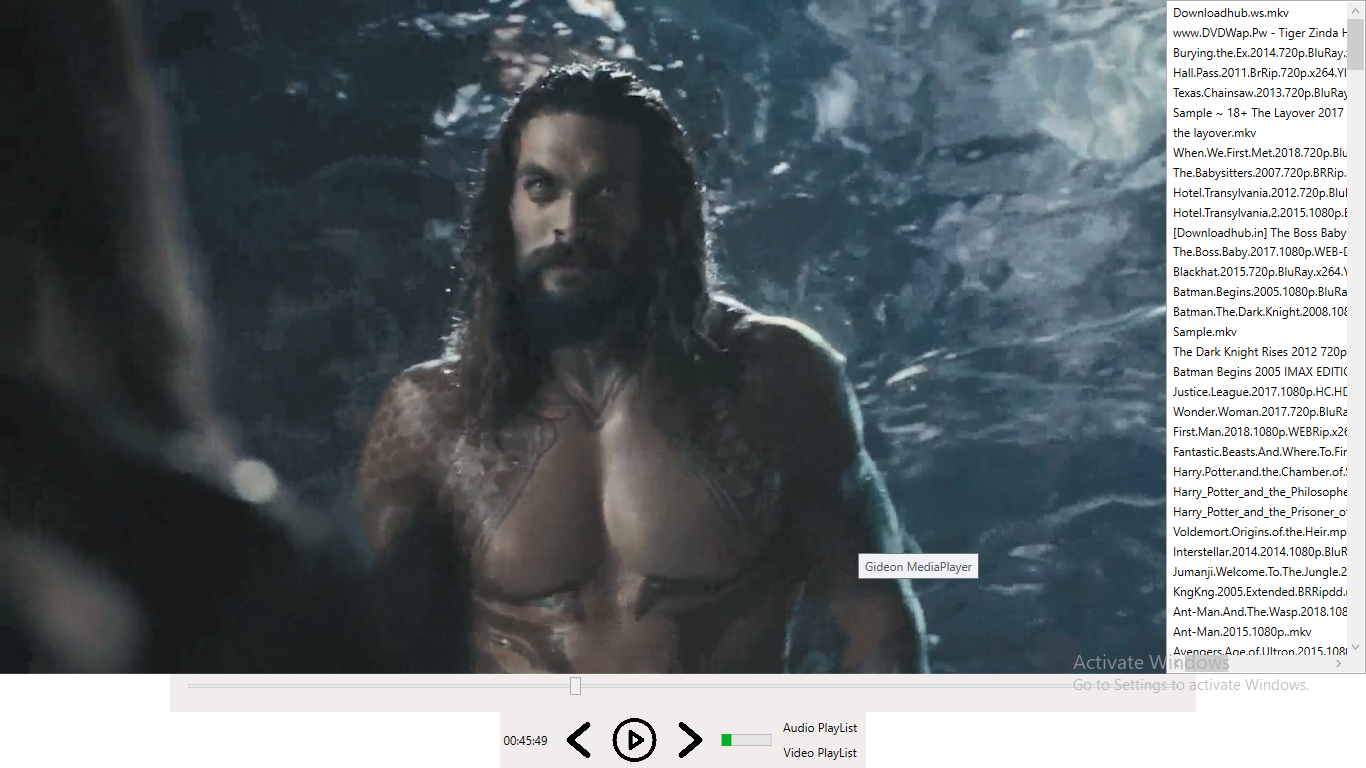 Downloadhub.ws.mkv
www.DVDWap.Pw - Tiger Zinda H
Burying.the.Ex.2014.720p.BluRay.
Hall.Pass.2011.BrRip.720p.x264.YI
Texas.Chainsaw.2013.720p.BluRay
Sample ~ 18+ The Layover 2017
the layover.mkv
When.We.First.Met.2018.720p.Blu
The.Babysitters.2007.720p.BRRip.
Hotel.Transylvania.2012.720p.Blu
Hotel.Transylvania.2.2015.1080p.
[Downloadhub.in] The Boss Baby
The.Boss.Baby.2017.1080p.WEB-D
Blackhat.2015.720p.BluRay.x264.Y
Batman.Begins.2005.1080p.BluRa
Batman.The.Dark.Knight.2008.108
Sample.mkv
The Dark Knight Rises 2012 720p
Batman Begins 2005 IMAX EDITIO
Justice.League.2017.1080p.HC.HD
Wonder.Woman.2017.720p.BluRa
First.Man.2018.1080p.WEBRip.x26
Fantastic.Beasts.And.Where.To.Fin
Harry.Potter.and.the.Chamber.of.
Harry_Potter_and_the_Philosophe
Harry_Potter_and_the_Prisoner_o
Voldemort.Origins.of.the.Heir.mp
Interstellar.2014.2014.1080p.BluR
Jumanji.Welcome.To.The.Jungle.2
KngKng.2005.Extended.BRRipdd.
Ant-Man.And.The.Wasp.2018.108
Ant-Man.2015.1080p..mkv
Avengers.Age.of.Ultron.2015.108
Gideon MediaPlayer
Activate Windows
Go to Settings to activate Windows.
00:45:49
Audio PlayList
Video PlayList